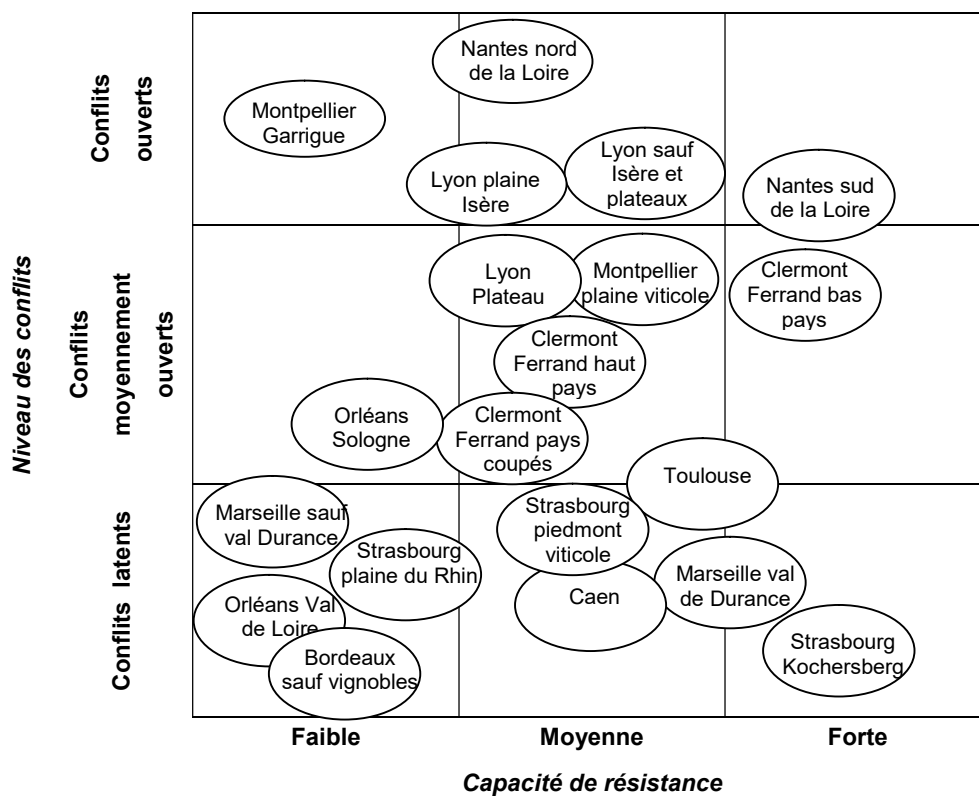 Niveau des conflits
Conflits
ouverts
Nantes nord
de la Loire
Montpellier
Garrigue
Lyon plaine
Isère
Lyon sauf
Isère et
plateaux
Nantes sud
de la Loire
Conflits
moyennement
ouverts
Lyon
Plateau
Montpellier
plaine viticole
Clermont
Ferrand bas
pays
Clermont
Ferrand haut
pays
Orléans
Sologne
Clermont
Ferrand pays
coupés
Toulouse
Conflits latents
Marseille sauf
val Durance
Strasbourg
plaine du Rhin
Strasbourg
piedmont
viticole
Orléans Val
de Loire
Caen
Marseille val
de Durance
Bordeaux
sauf vignobles
Strasbourg
Kochersberg
Faible
Moyenne
Forte
Capacité de résistance